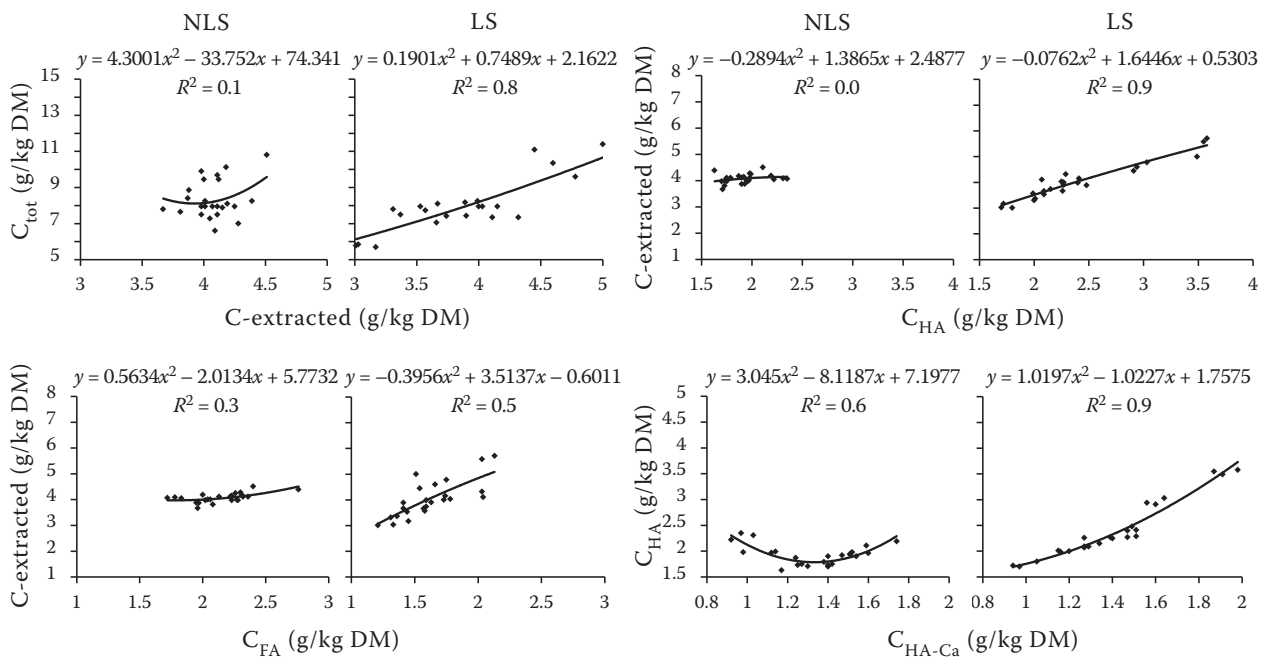 NLS LS NLS LS
y = 4.3001x² − 33.752x + 74.341 y = 0.1901x² + 0.7489x + 2.1622
R² = 0.1 R² = 0.8
C_tot (g/kg DM)
15
13
11
9
7
5
3 3.5 4 4.5 5 3 3.5 4 4.5 5
C-extracted (g/kg DM)
y = −0.2894x² + 1.3865x + 2.4877 y = −0.0762x² + 1.6446x + 0.5303
R² = 0.0 R² = 0.9
C-extracted (g/kg DM)
8
7
6
5
4
3
2
1
1.5 2 2.5 3 3.5 4 1.5 2 2.5 3 3.5 4
C_HA (g/kg DM)
y = 0.5634x² − 2.0134x + 5.7732 y = −0.3956x² + 3.5137x − 0.6011
R² = 0.3 R² = 0.5
C-extracted (g/kg DM)
8
7
6
5
4
3
2
1
1 2 3 1 2 3
C_FA (g/kg DM)
y = 3.045x² − 8.1187x + 7.1977 y = 1.0197x² − 1.0227x + 1.7575
R² = 0.6 R² = 0.9
C_HA (g/kg DM)
5
4.5
4
3.5
3
2.5
2
1.5
0.8 1 1.2 1.4 1.6 1.8 2 0.8 1 1.2 1.4 1.6 1.8 2
C_HA-Ca (g/kg DM)